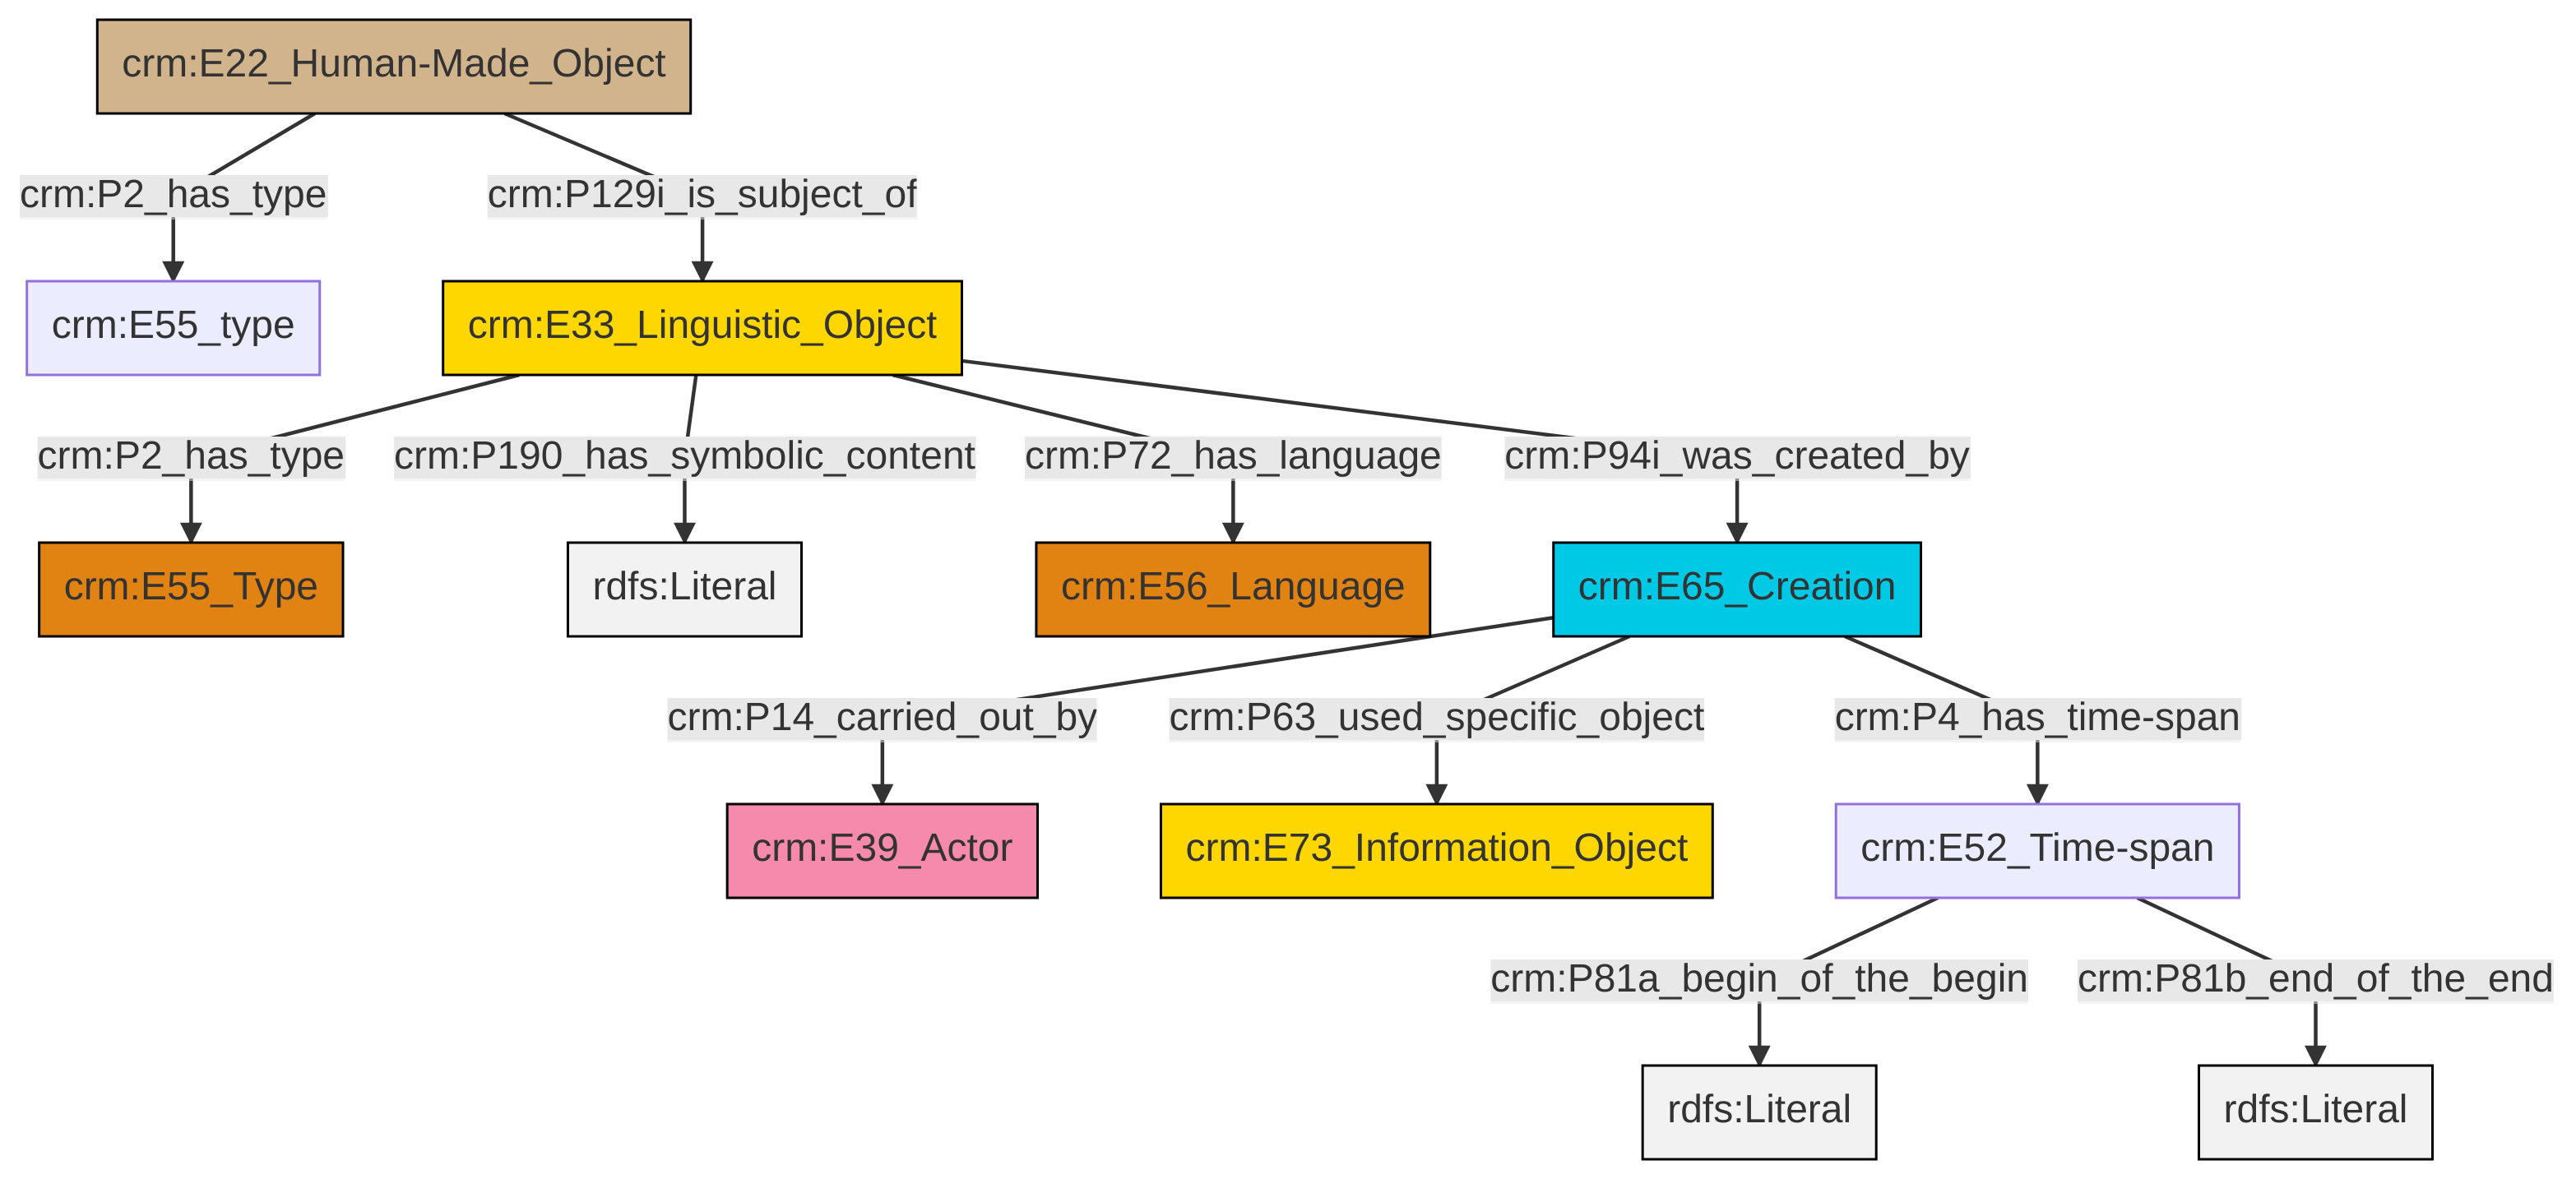 crm:E22_Human-Made_Object
crm:P2_has_type
crm:P129i_is_subject_of
crm:E55_type
crm:E33_Linguistic_Object
crm:P2_has_type
crm:P190_has_symbolic_content
crm:P72_has_language
crm:P94i_was_created_by
crm:E55_Type
rdfs:Literal
crm:E56_Language
crm:E65_Creation
crm:P14_carried_out_by
crm:P63_used_specific_object
crm:P4_has_time-span
crm:E39_Actor
crm:E73_Information_Object
crm:E52_Time-span
crm:P81a_begin_of_the_begin
crm:P81b_end_of_the_end
rdfs:Literal
rdfs:Literal